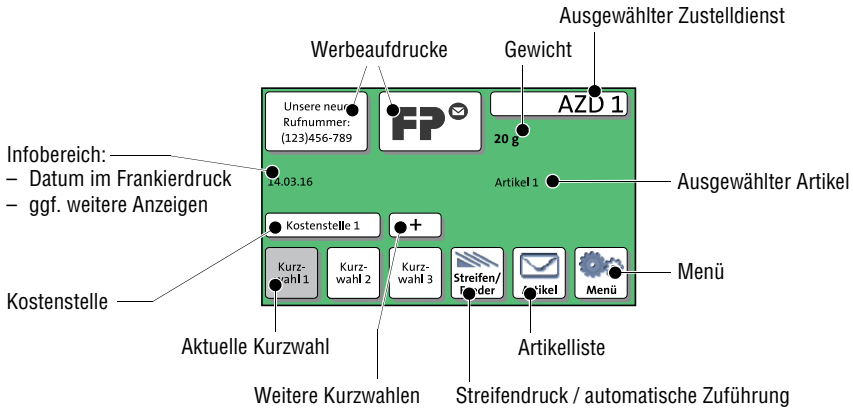 Ausgewählter Zustelldienst
Werbeaufdrucke
Gewicht
Unsere neue
Rufnummer:
(123)456-789
FP
AZD 1
20 g
Infobereich:
– Datum im Frankierdruck
– ggf. weitere Anzeigen
14.03.16
Artikel 1
Ausgewählter Artikel
Kostenstelle 1
+
Kurz-
wahl 1
Kurz-
wahl 2
Kurz-
wahl 3
Streifen/
Feeder
Artikel
Menü
Menü
Kostenstelle
Aktuelle Kurzwahl
Artikelliste
Weitere Kurzwahlen
Streifendruck / automatische Zuführung